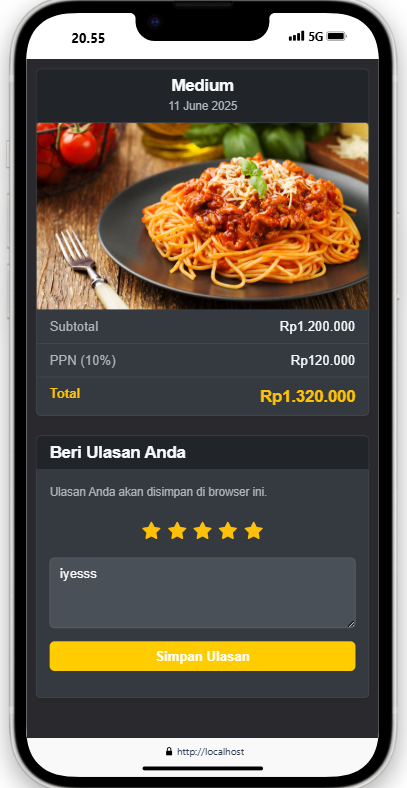 20.55
5G
Medium
11 June 2025
Subtotal Rp1.200.000
PPN (10%) Rp120.000
Total Rp1.320.000
Beri Ulasan Anda
Ulasan Anda akan disimpan di browser ini.
iyesss
Simpan Ulasan
http://localhost